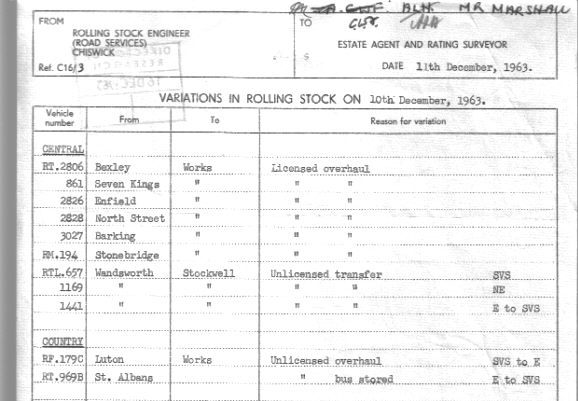 BLK MR MARSHALL
FROM
ROLLING STOCK ENGINEER
(ROAD SERVICES)
CHISWICK
Ref. C16/3
TO
ESTATE AGENT AND RATING SURVEYOR
DATE 11th December, 1963.
VARIATIONS IN ROLLING STOCK ON 10th December, 1963.
Vehicle number From To Reason for variation
CENTRAL
RT.2806 Bexley Works Licensed overhaul
861 Seven Kings " " "
2826 Enfield " " "
2828 North Street " " "
3027 Barking " " "
RM.194 Stonebridge " " "
RTL.657 Wandsworth Stockwell Unlicensed transfer SVS
1169 " " " " NE
1441 " " " " E to SVS
COUNTRY
RF.179C Luton Works Unlicensed overhaul SVS to E
RT.969B St. Albans " bus stored E to SVS